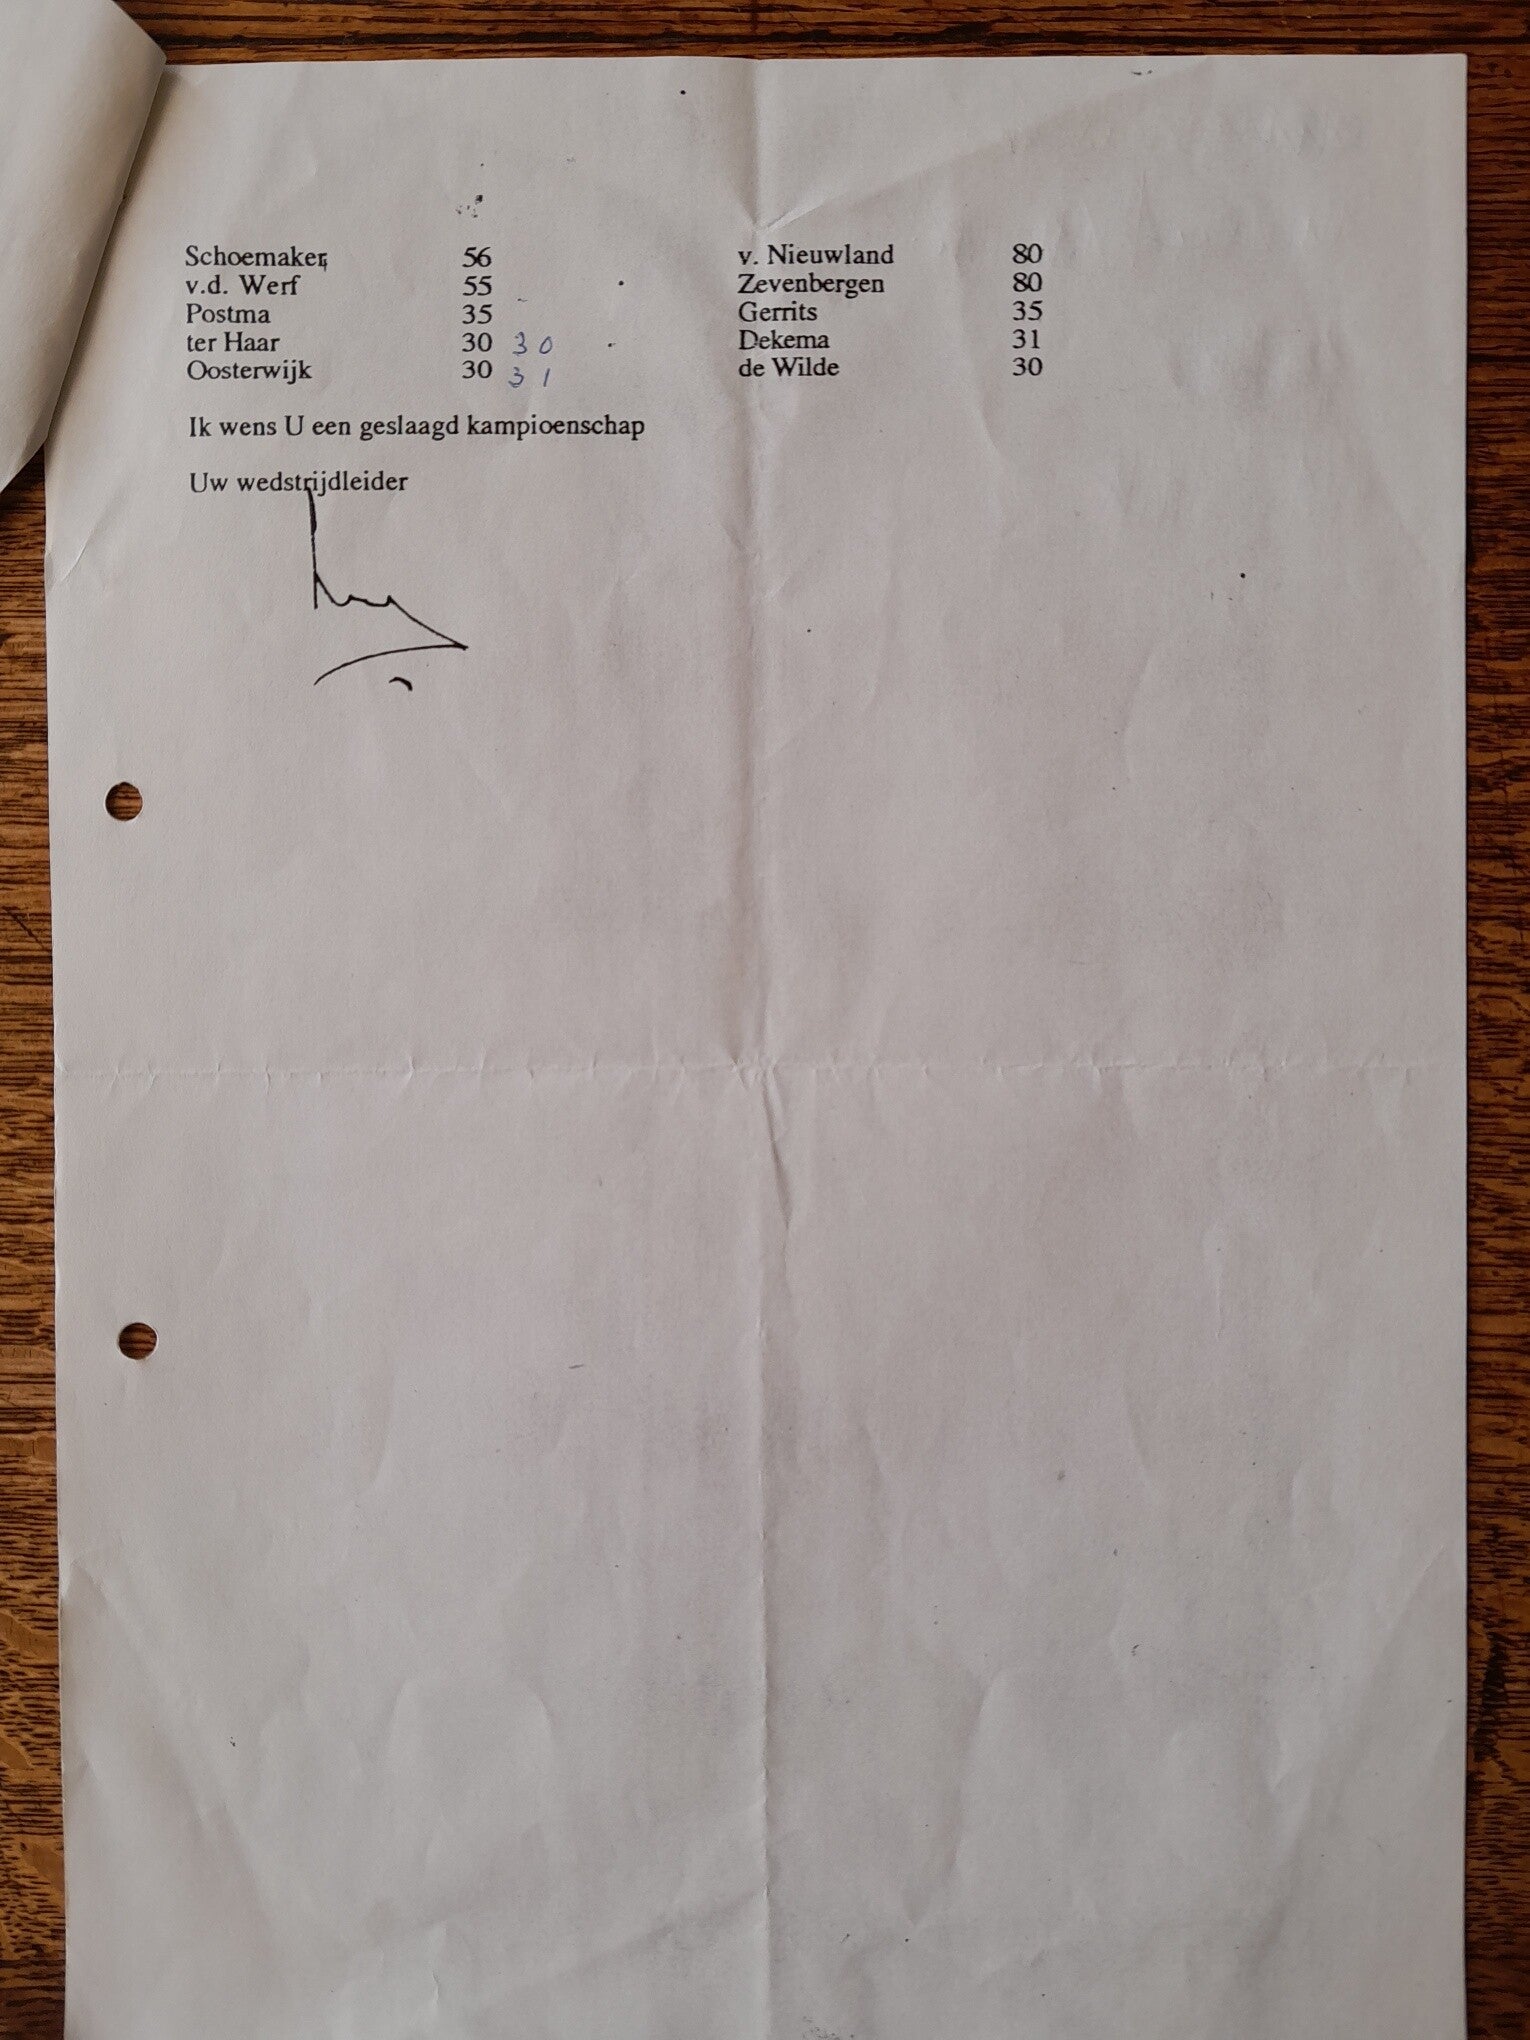 Schoemaker 56 v. Nieuwland 80
v.d. Werf 55 Zevenbergen 80
Postma 35 Gerrits 35
ter Haar 30 30 Dekema 31
Oosterwijk 30 31 de Wilde 30
Ik wens U een geslaagd kampioenschap
Uw wedstrijdleider